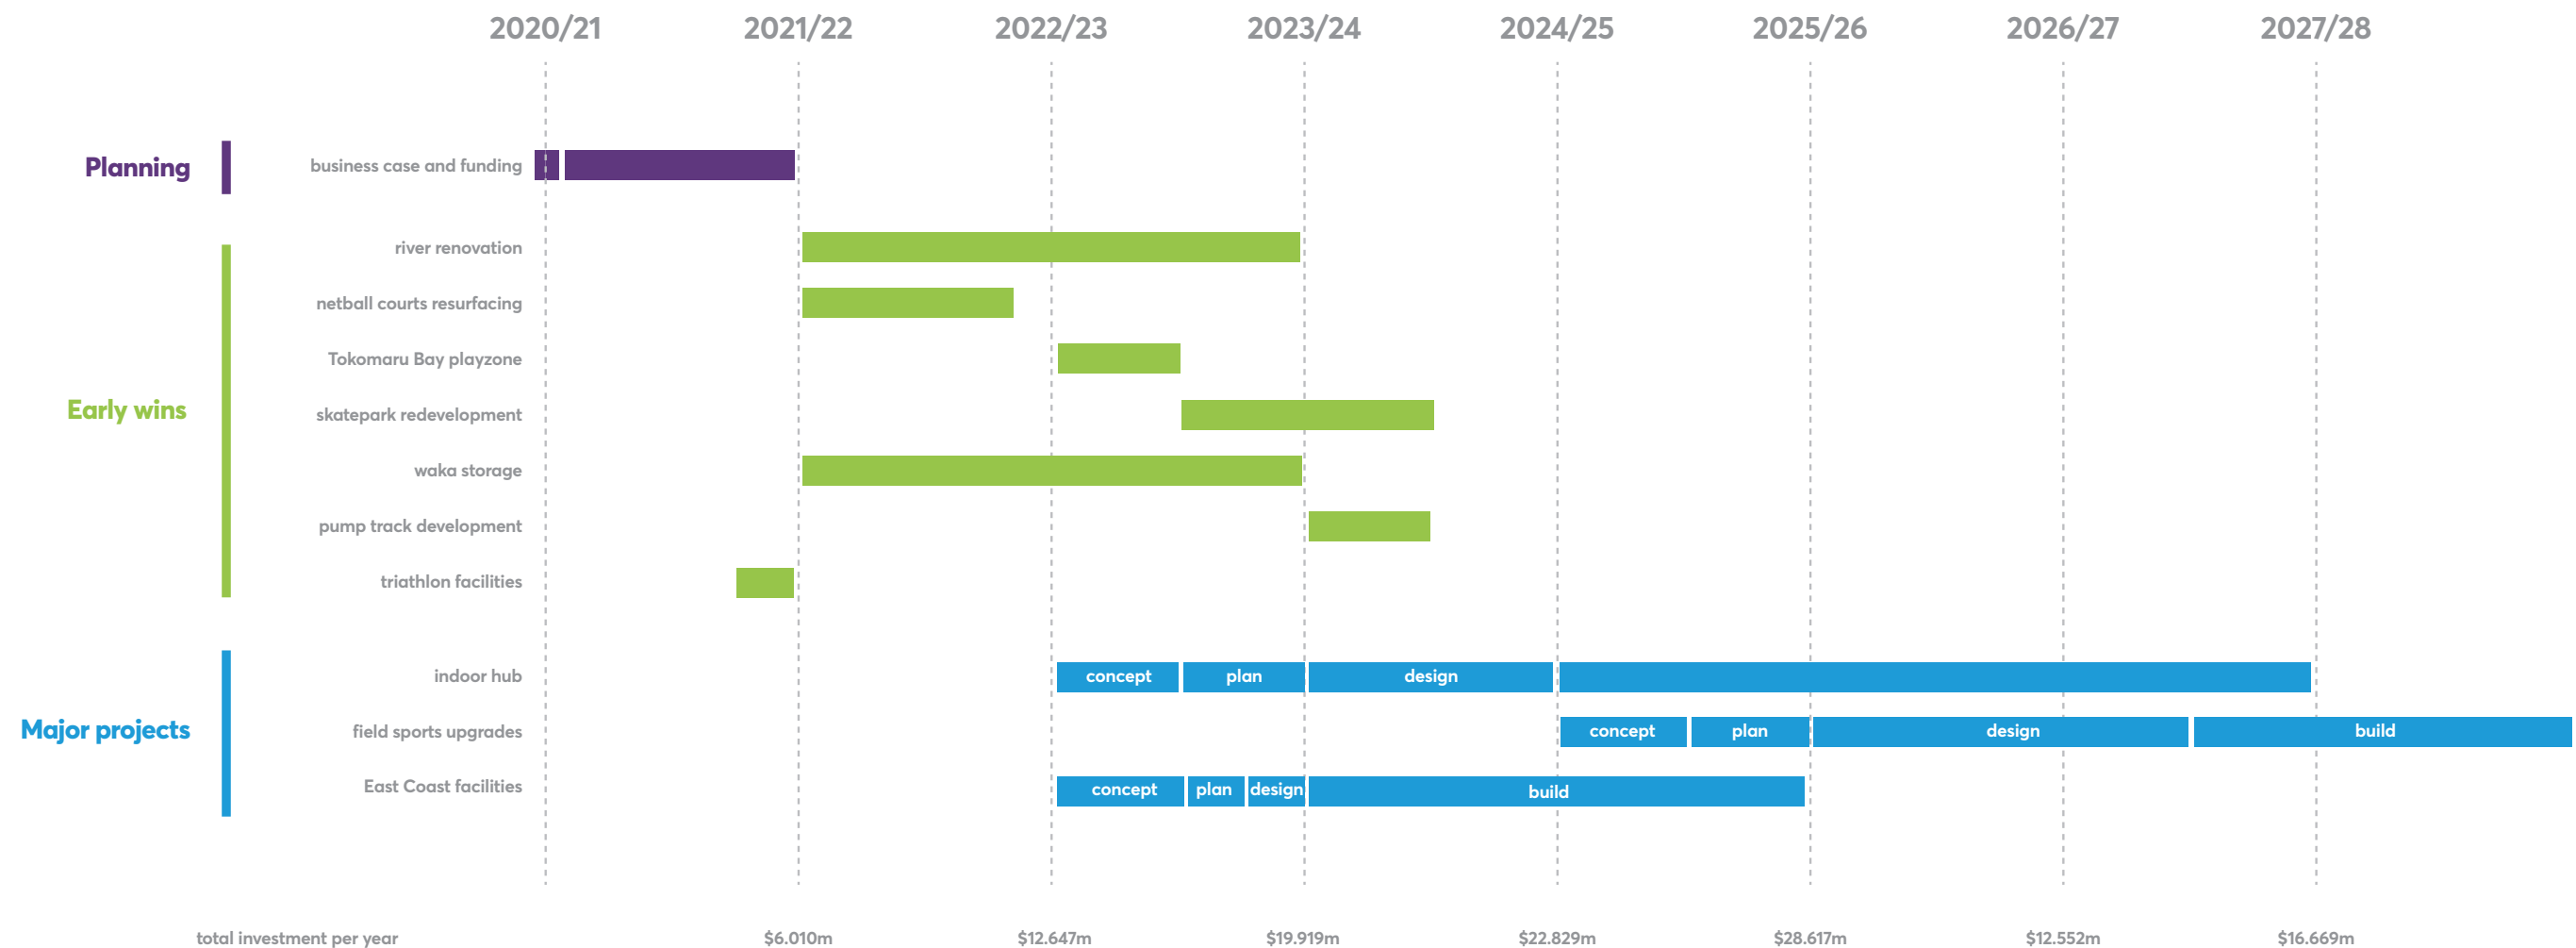 2020/21 2021/22 2022/23 2023/24 2024/25 2025/26 2026/27 2027/28
Planning
business case and funding
Early wins
river renovation
netball courts resurfacing
Tokomaru Bay playzone
skatepark redevelopment
waka storage
pump track development
triathlon facilities
Major projects
indoor hub concept plan design
field sports upgrades concept plan design build
East Coast facilities concept plan design build
total investment per year $6.010m $12.647m $19.919m $22.829m $28.617m $12.552m $16.669m